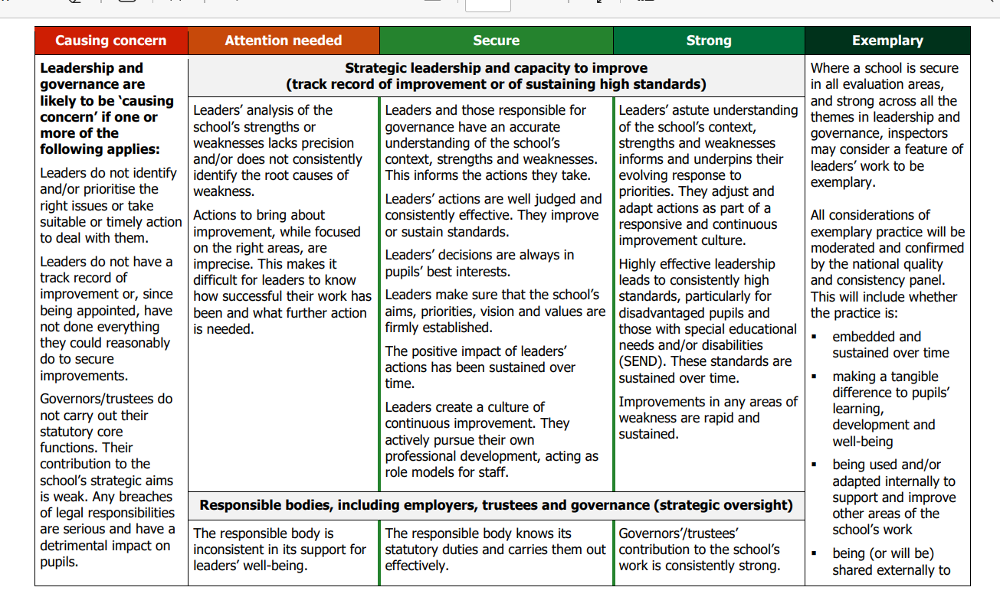 Causing concern
Attention needed
Secure
Strong
Exemplary
Leadership and
governance are
likely to be ‘causing
concern’ if one or
more of the
following applies:
Leaders do not identify
and/or prioritise the
right issues or take
suitable or timely action
to deal with them.
Leaders do not have a
track record of
improvement or, since
being appointed, have
not done everything
they could reasonably
do to secure
improvements.
Governors/trustees do
not carry out their
statutory core
functions. Their
contribution to the
school’s strategic aims
is weak. Any breaches
of legal responsibilities
are serious and have a
detrimental impact on
pupils.
Strategic leadership and capacity to improve
(track record of improvement or of sustaining high standards)
Leaders’ analysis of the
school’s strengths or
weaknesses lacks precision
and/or does not consistently
identify the root causes of
weakness.
Actions to bring about
improvement, while focused
on the right areas, are
imprecise. This makes it
difficult for leaders to know
how successful their work has
been and what further action
is needed.
Leaders and those responsible for
governance have an accurate
understanding of the school’s
context, strengths and weaknesses.
This informs the actions they take.
Leaders’ actions are well judged and
consistently effective. They improve
or sustain standards.
Leaders’ decisions are always in
pupils’ best interests.
Leaders make sure that the school’s
aims, priorities, vision and values are
firmly established.
The positive impact of leaders’
actions has been sustained over
time.
Leaders create a culture of
continuous improvement. They
actively pursue their own
professional development, acting as
role models for staff.
Leaders’ astute understanding
of the school’s context,
strengths and weaknesses
informs and underpins their
evolving response to
priorities. They adjust and
adapt actions as part of a
responsive and continuous
improvement culture.
Highly effective leadership
leads to consistently high
standards, particularly for
disadvantaged pupils and
those with special educational
needs and/or disabilities
(SEND). These standards are
sustained over time.
Improvements in any areas of
weakness are rapid and
sustained.
Responsible bodies, including employers, trustees and governance (strategic oversight)
The responsible body is
inconsistent in its support for
leaders’ well-being.
The responsible body knows its
statutory duties and carries them out
effectively.
Governors’/trustees’
contribution to the school’s
work is consistently strong.
Where a school is secure
in all evaluation areas,
and strong across all the
themes in leadership and
governance, inspectors
may consider a feature of
leaders’ work to be
exemplary.
All considerations of
exemplary practice will be
moderated and confirmed
by the national quality
and consistency panel.
This will include whether
the practice is:
▪ embedded and
sustained over time
▪ making a tangible
difference to pupils’
learning,
development and
well-being
▪ being used and/or
adapted internally to
support and improve
other areas of the
school’s work
▪ being (or will be)
shared externally to